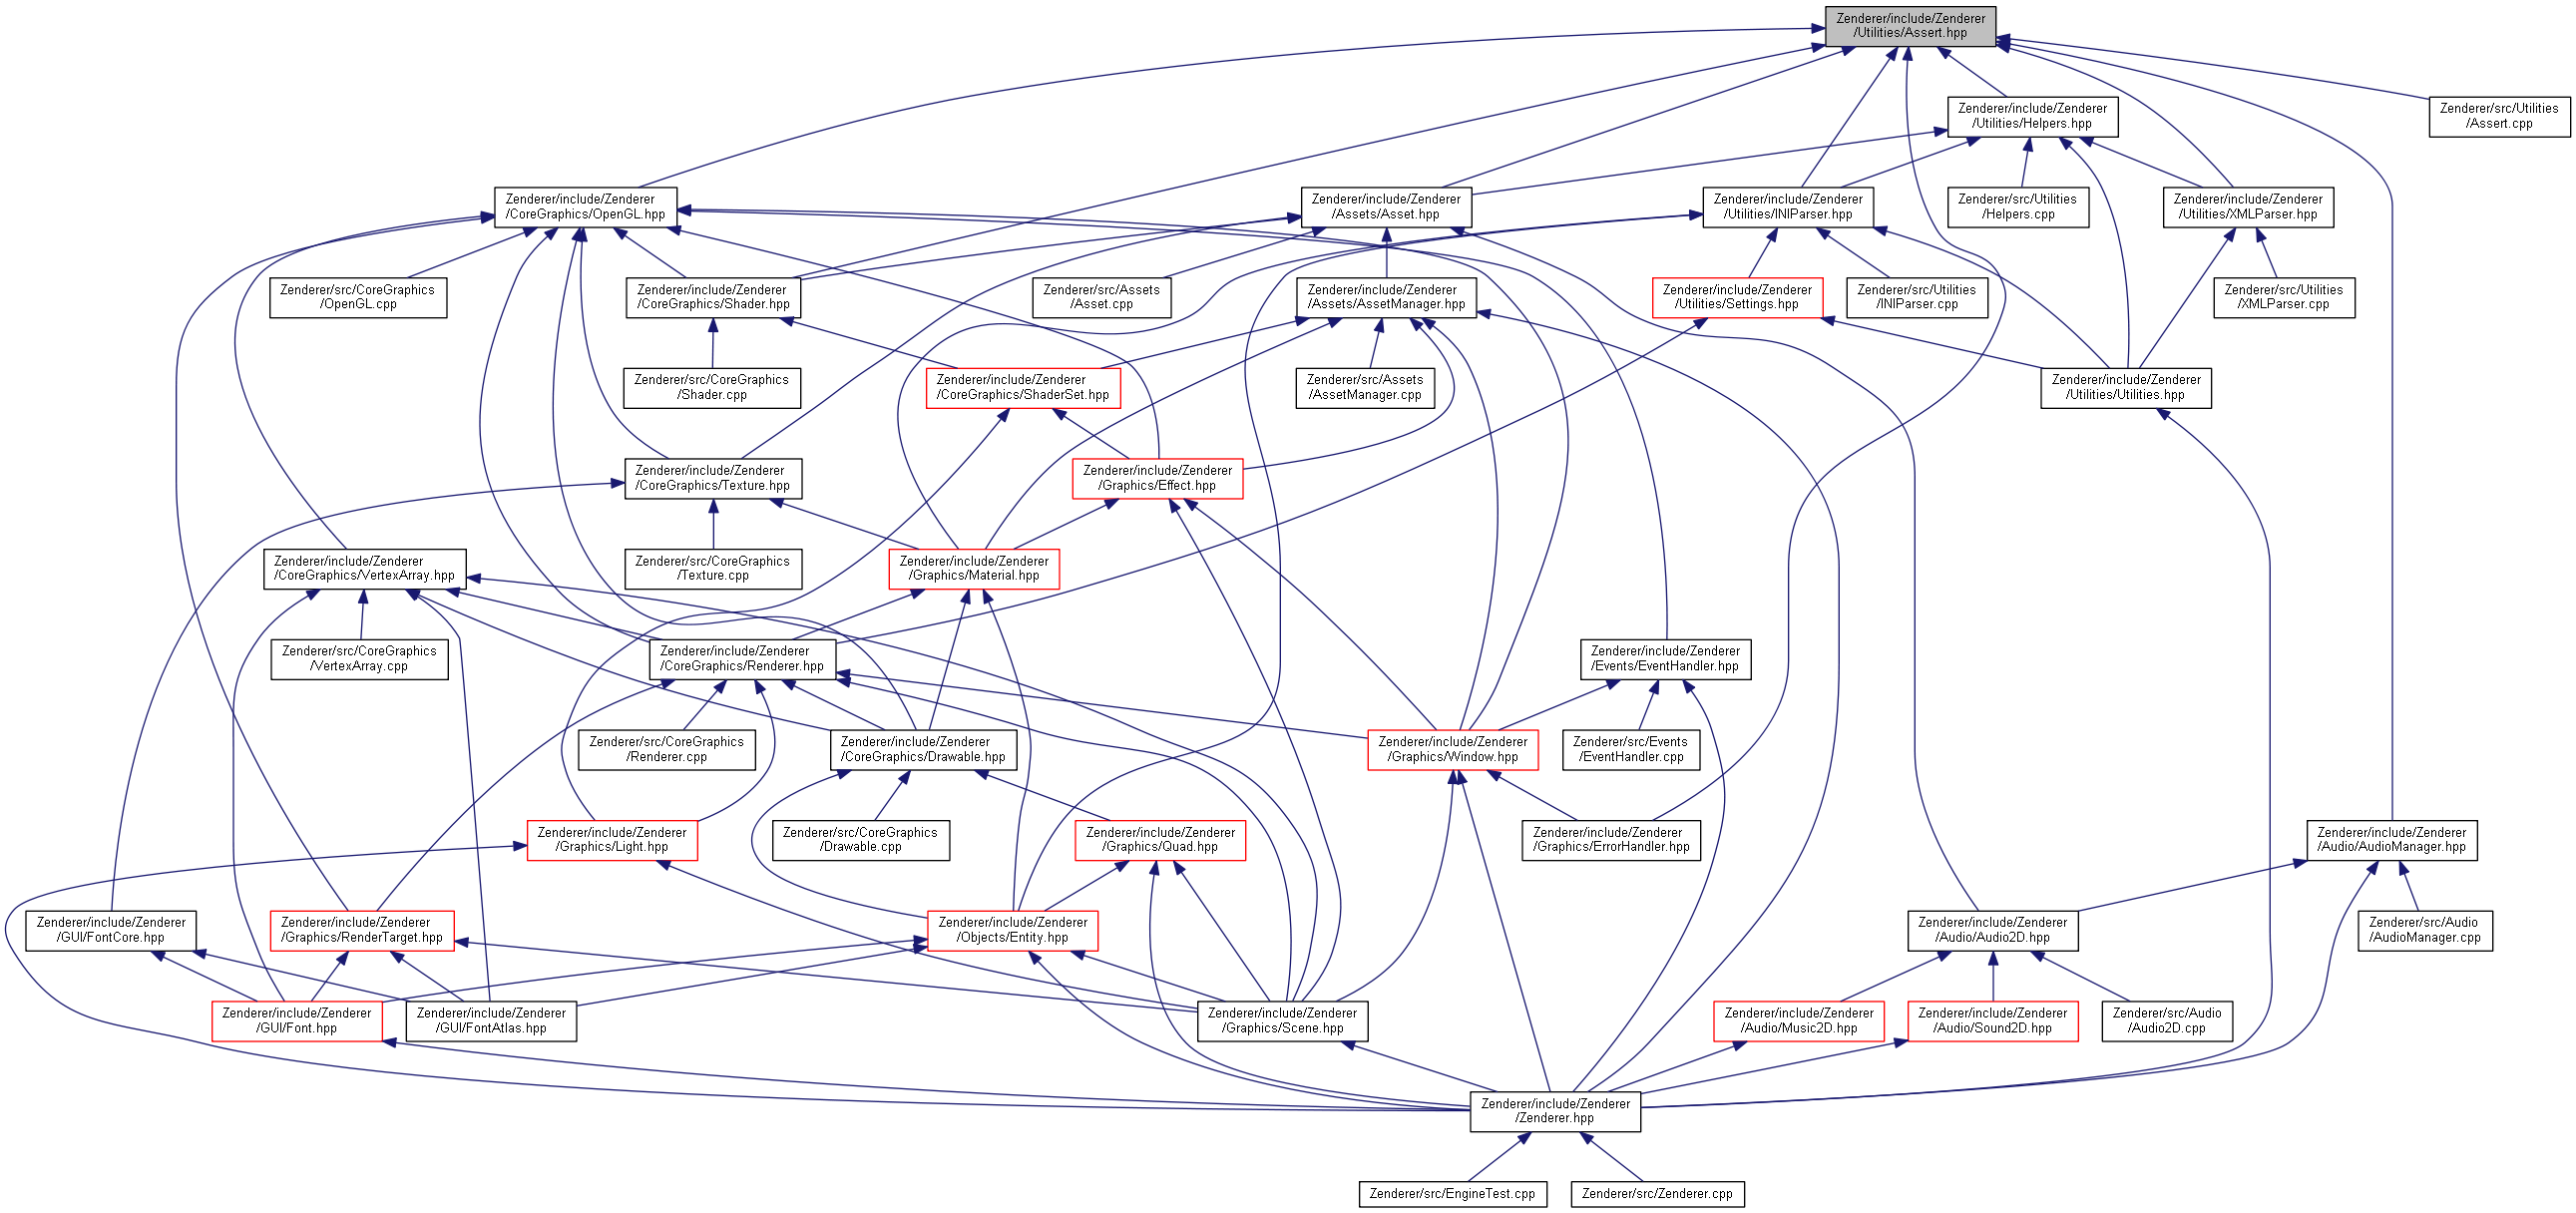 Zenderer/include/Zenderer
/Utilities/Assert.hpp
Zenderer/include/Zenderer
/Utilities/Helpers.hpp
Zenderer/src/Utilities
/Assert.cpp
Zenderer/include/Zenderer
/CoreGraphics/OpenGL.hpp
Zenderer/include/Zenderer
/Assets/Asset.hpp
Zenderer/include/Zenderer
/Utilities/INIParser.hpp
Zenderer/src/Utilities
/Helpers.cpp
Zenderer/include/Zenderer
/Utilities/XMLParser.hpp
Zenderer/src/CoreGraphics
/OpenGL.cpp
Zenderer/include/Zenderer
/CoreGraphics/Shader.hpp
Zenderer/src/Assets
/Asset.cpp
Zenderer/include/Zenderer
/Assets/AssetManager.hpp
Zenderer/include/Zenderer
/Utilities/Settings.hpp
Zenderer/src/Utilities
/INIParser.cpp
Zenderer/src/Utilities
/XMLParser.cpp
Zenderer/src/CoreGraphics
/Shader.cpp
Zenderer/include/Zenderer
/CoreGraphics/ShaderSet.hpp
Zenderer/src/Assets
/AssetManager.cpp
Zenderer/include/Zenderer
/Utilities/Utilities.hpp
Zenderer/include/Zenderer
/CoreGraphics/Texture.hpp
Zenderer/include/Zenderer
/Graphics/Effect.hpp
Zenderer/include/Zenderer
/CoreGraphics/VertexArray.hpp
Zenderer/src/CoreGraphics
/Texture.cpp
Zenderer/include/Zenderer
/Graphics/Material.hpp
Zenderer/src/CoreGraphics
/VertexArray.cpp
Zenderer/include/Zenderer
/CoreGraphics/Renderer.hpp
Zenderer/include/Zenderer
/Events/EventHandler.hpp
Zenderer/src/CoreGraphics
/Renderer.cpp
Zenderer/include/Zenderer
/CoreGraphics/Drawable.hpp
Zenderer/include/Zenderer
/Graphics/Window.hpp
Zenderer/src/Events
/EventHandler.cpp
Zenderer/include/Zenderer
/Graphics/Light.hpp
Zenderer/src/CoreGraphics
/Drawable.cpp
Zenderer/include/Zenderer
/Graphics/Quad.hpp
Zenderer/include/Zenderer
/Graphics/ErrorHandler.hpp
Zenderer/include/Zenderer
/Audio/AudioManager.hpp
Zenderer/include/Zenderer
/GUI/FontCore.hpp
Zenderer/include/Zenderer
/Graphics/RenderTarget.hpp
Zenderer/include/Zenderer
/Objects/Entity.hpp
Zenderer/include/Zenderer
/Audio/Audio2D.hpp
Zenderer/src/Audio
/AudioManager.cpp
Zenderer/include/Zenderer
/GUI/Font.hpp
Zenderer/include/Zenderer
/GUI/FontAtlas.hpp
Zenderer/include/Zenderer
/Graphics/Scene.hpp
Zenderer/include/Zenderer
/Audio/Music2D.hpp
Zenderer/include/Zenderer
/Audio/Sound2D.hpp
Zenderer/src/Audio
/Audio2D.cpp
Zenderer/include/Zenderer
/Zenderer.hpp
Zenderer/src/EngineTest.cpp
Zenderer/src/Zenderer.cpp